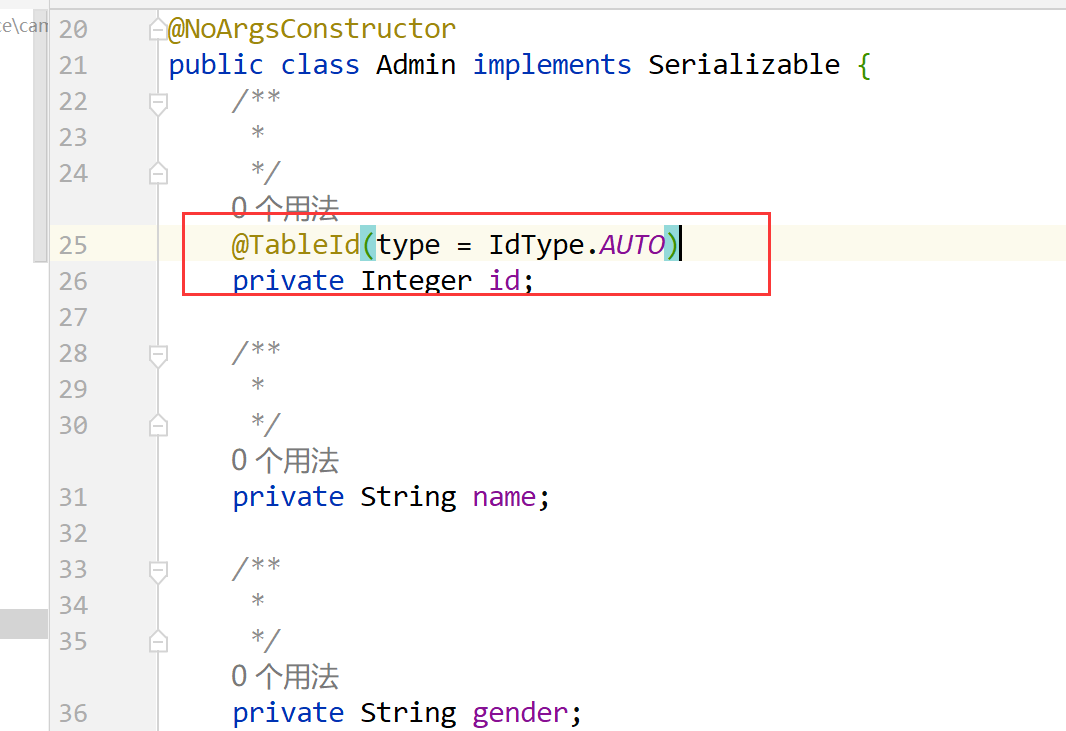 ce\cam
20 @NoArgsConstructor
21 public class Admin implements Serializable {
22 /**
23 *
24 */
0 个用法
25 @TableId(type = IdType.AUTO)
26 private Integer id;
27
28 /**
29 *
30 */
0 个用法
31 private String name;
32
33 /**
34 *
35 */
0 个用法
36 private String gender;